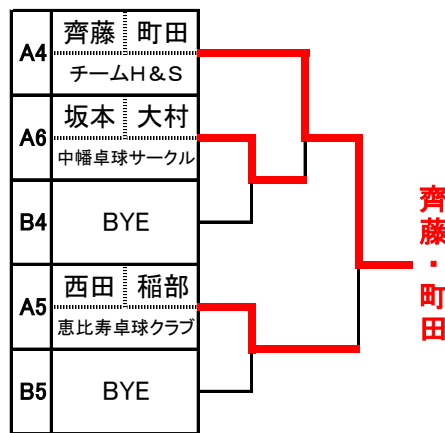 A4
齊藤 町田
チームH＆S
A6
坂本 大村
中幡卓球サークル
B4
BYE
A5
西田 稲部
恵比寿卓球クラブ
B5
BYE
齊藤・町田